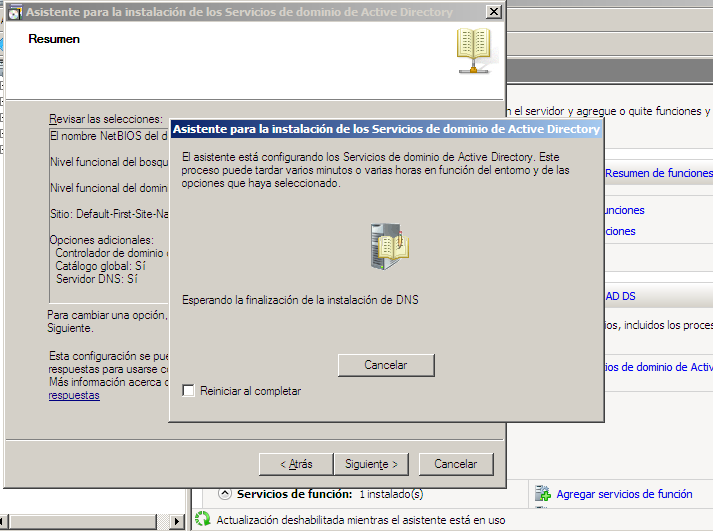 Asistente para la instalación de los Servicios de dominio de Active Directory
Resumen
Revisar las selecciones:
El nombre NetBIOS del d
Nivel funcional del bosqu
Nivel funcional del domin
Sitio: Default-First-Site-Na
Opciones adicionales:
Controlador de dominio
Catálogo global: Sí
Servidor DNS: Sí
Para cambiar una opción,
Siguiente.
Esta configuración se pue
respuestas para usarse co
Más información acerca d
respuestas
Asistente para la instalación de los Servicios de dominio de Active Directory
El asistente está configurando los Servicios de dominio de Active Directory. Este
proceso puede tardar varios minutos o varias horas en función del entorno y de las
opciones que haya seleccionado.
Esperando la finalización de la instalación de DNS
Cancelar
Reiniciar al completar
< Atrás
Siguiente >
Cancelar
n el servidor y agregue o quite funciones y
Resumen de funciones
unciones
ciones
AD DS
ios, incluidos los proces
ios de dominio de Activ
Servicios de función: 1 instalado(s)
Agregar servicios de función
Actualización deshabilitada mientras el asistente está en uso